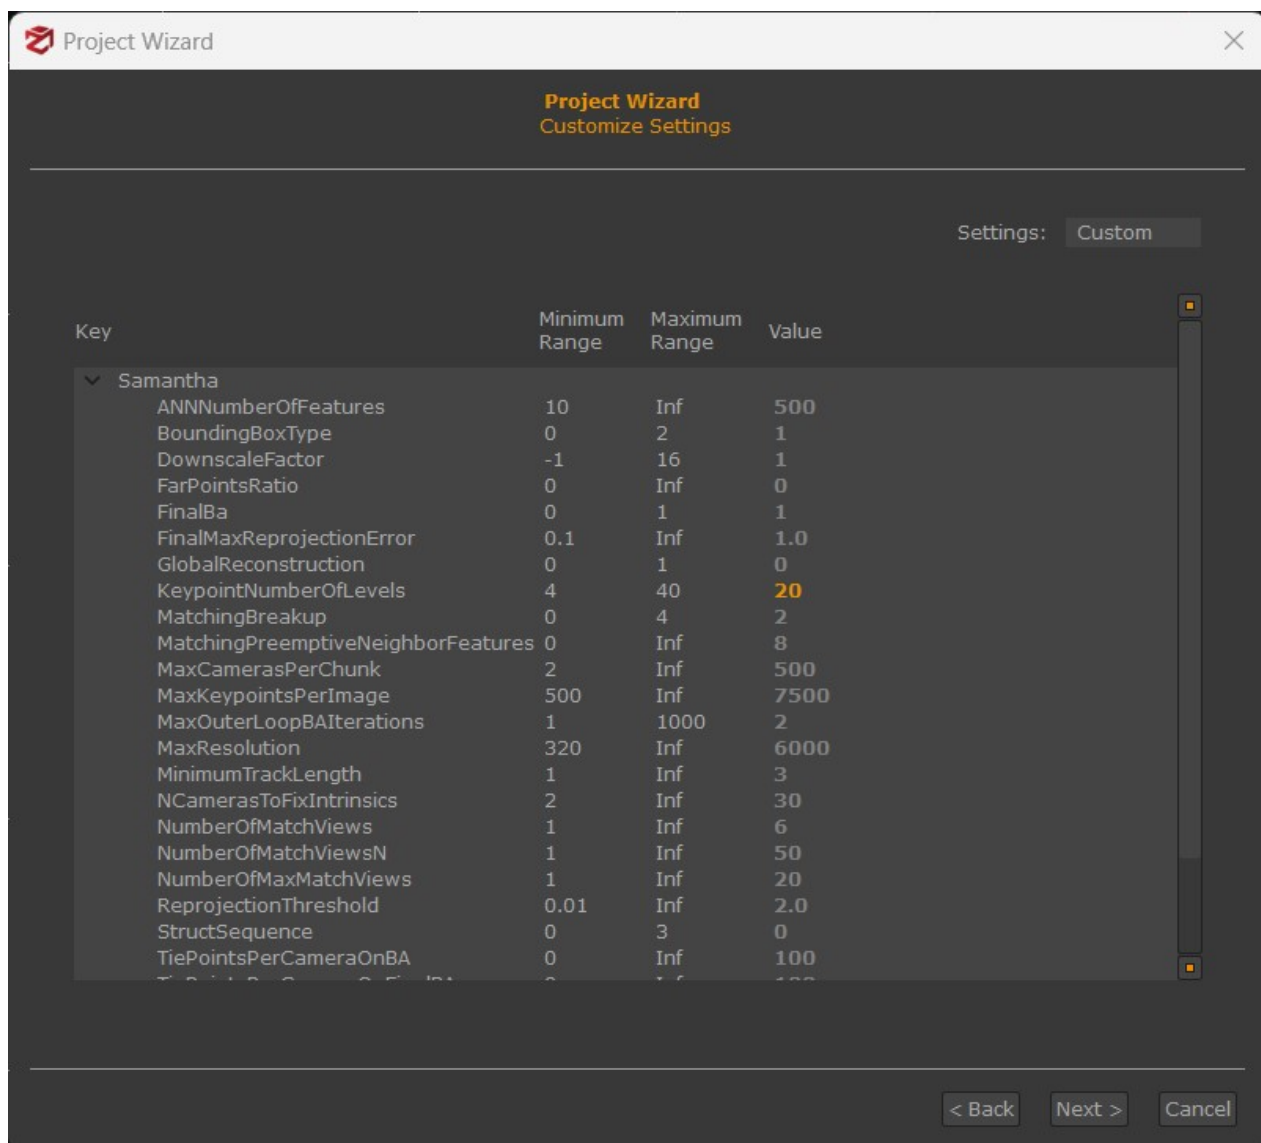 Project Wizard
Project Wizard
Customize Settings
Settings: Custom
Key Minimum Range Maximum Range Value
Samantha
ANNNumberOfFeatures 10 Inf 500
BoundingBoxType 0 2 1
DownscaleFactor -1 16 1
FarPointsRatio 0 Inf 0
FinalBa 0 1 1
FinalMaxReprojectionError 0.1 Inf 1.0
GlobalReconstruction 0 1 0
KeypointNumberOfLevels 4 40 20
MatchingBreakup 0 4 2
MatchingPreemptiveNeighborFeatures 0 Inf 8
MaxCamerasPerChunk 2 Inf 500
MaxKeypointsPerImage 500 Inf 7500
MaxOuterLoopBAIterations 1 1000 2
MaxResolution 320 Inf 6000
MinimumTrackLength 1 Inf 3
NCamerasToFixIntrinsics 2 Inf 30
NumberOfMatchViews 1 Inf 6
NumberOfMatchViewsN 1 Inf 50
NumberOfMaxMatchViews 1 Inf 20
ReprojectionThreshold 0.01 Inf 2.0
StructSequence 0 3 0
TiePointsPerCameraOnBA 0 Inf 100
< Back Next > Cancel